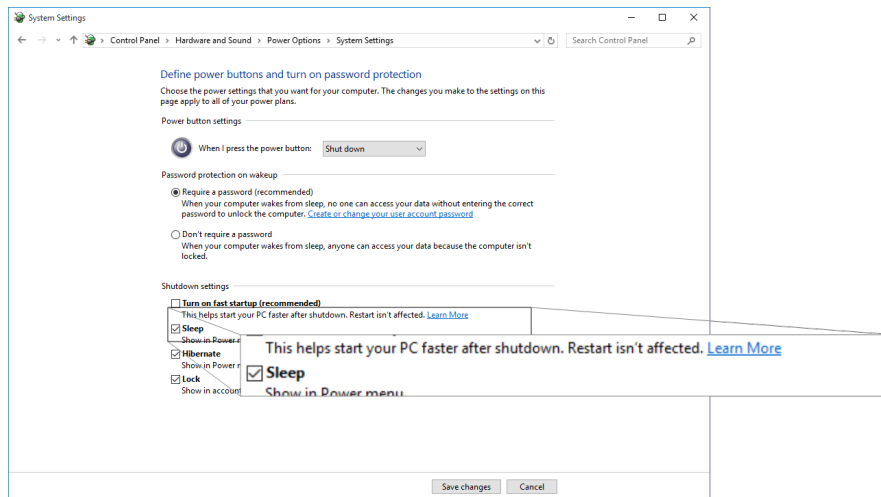 System Settings
Control Panel > Hardware and Sound > Power Options > System Settings
Search Control Panel
Define power buttons and turn on password protection
Choose the power settings that you want for your computer. The changes you make to the settings on this
page apply to all of your power plans.
Power button settings
When I press the power button: Shut down
Password protection on wakeup
Require a password (recommended)
When your computer wakes from sleep, no one can access your data without entering the correct
password to unlock the computer. Create or change your user account password
Don't require a password
When your computer wakes from sleep, anyone can access your data because the computer isn't
locked.
Shutdown settings
Turn on fast startup (recommended)
This helps start your PC faster after shutdown. Restart isn't affected. Learn More
Sleep
Show in Power
Hibernate
Show in Power
Lock
Show in account
This helps start your PC faster after shutdown. Restart isn't affected. Learn More
Sleep
Show in Power menu
Save changes Cancel